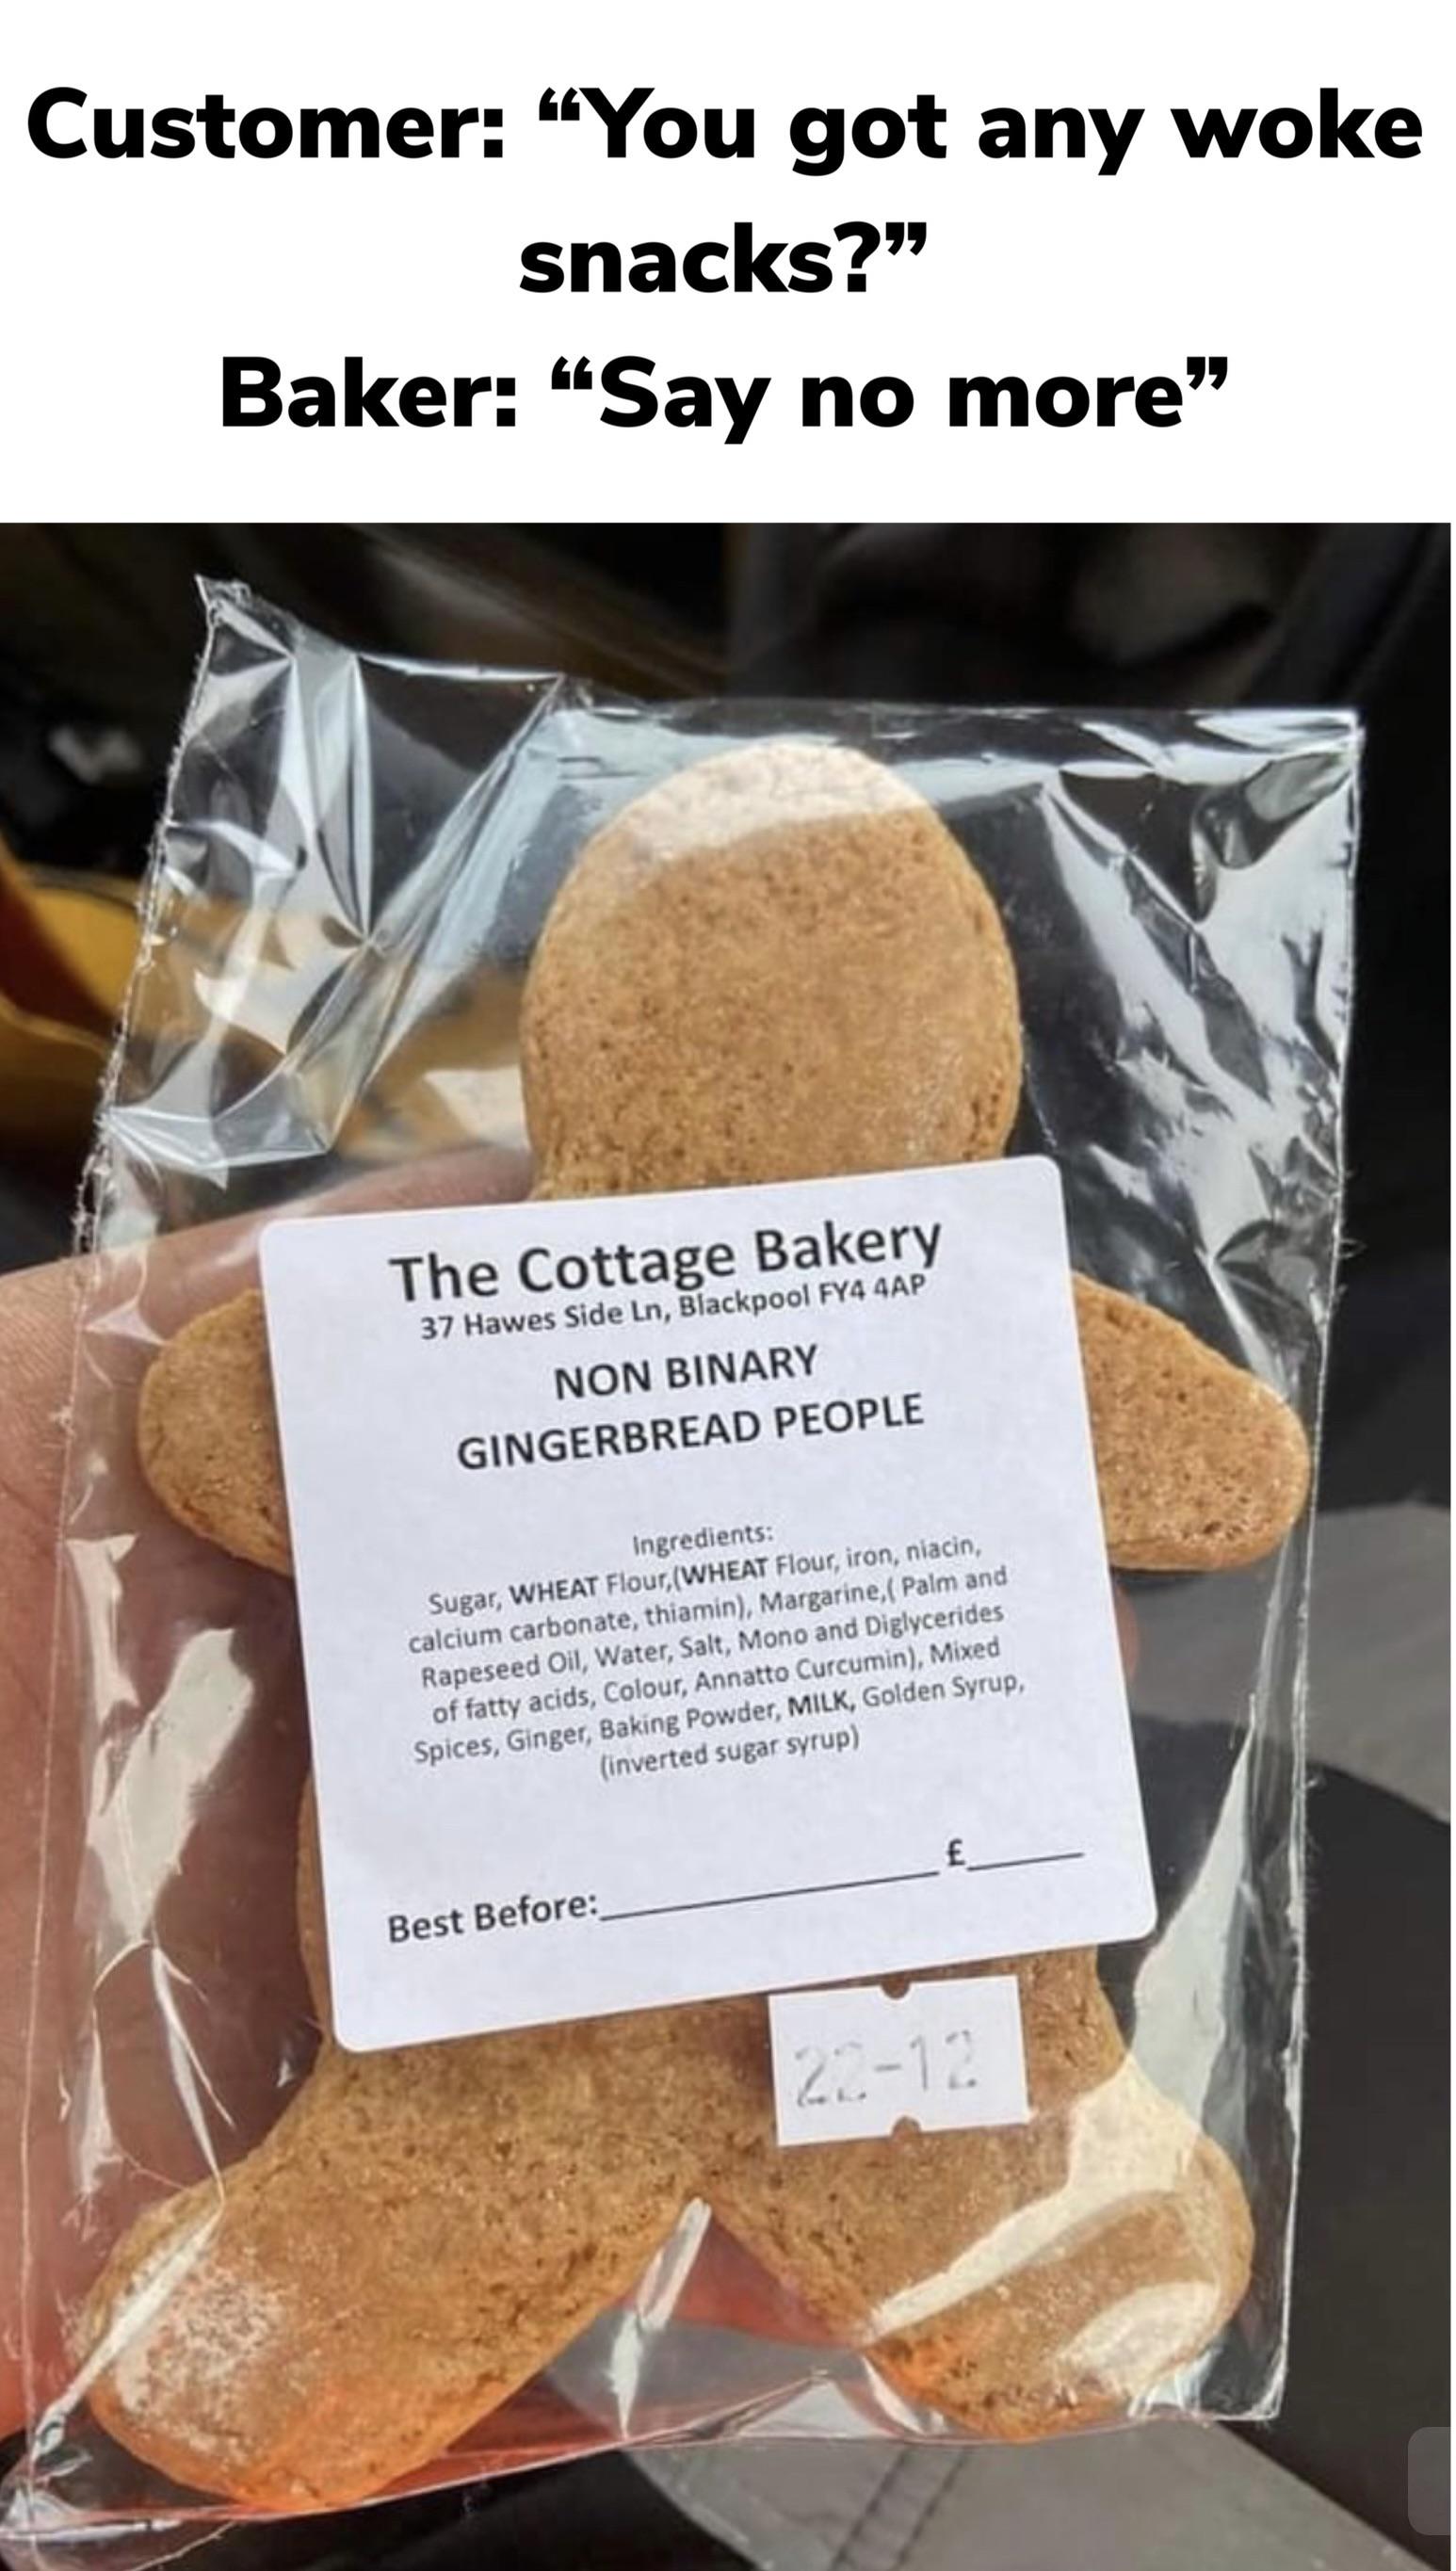 Customer: “You got any woke
snacks?”
Baker: “Say no more”
The Cottage Bakery
37 Hawes Side Ln, Blackpool FY4 4AP
NON BINARY
GINGERBREAD PEOPLE
Ingredients:
Sugar, WHEAT Flour,(WHEAT Flour, iron, niacin,
calcium carbonate, thiamin), Margarine,( Palm and
Rapeseed Oil, Water, Salt, Mono and Diglycerides
of fatty acids, Colour, Annatto Curcumin), Mixed
Spices, Ginger, Baking Powder, MILK, Golden Syrup,
(inverted sugar syrup)
Best Before:____________________£______
22-12